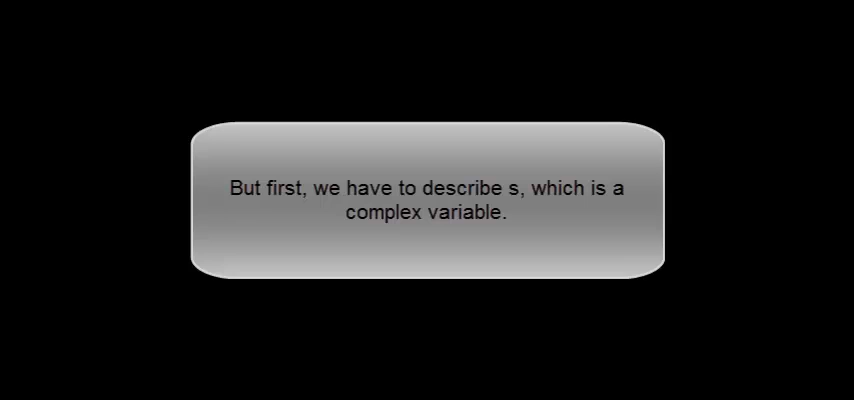 But first, we have to describe s, which is a
complex variable.